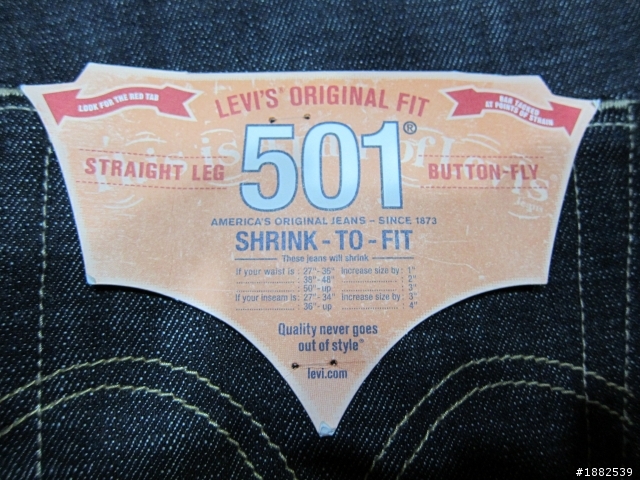 LOOK FOR THE RED TAB
BAR TACKED
AT POINTS OF STRAIN
LEVI'S® ORIGINAL FIT
501®
STRAIGHT LEG
BUTTON-FLY
AMERICA'S ORIGINAL JEANS – SINCE 1873
SHRINK - TO - FIT
These jeans will shrink
If your waist is : 27"- 36" Increase size by : 1"
: 38"- 48" : 2"
: 50"- up : 3"
If your inseam is : 27"- 34" Increase size by : 3"
: 36"- up : 4"
Quality never goes
out of style®
levi.com
#1882539